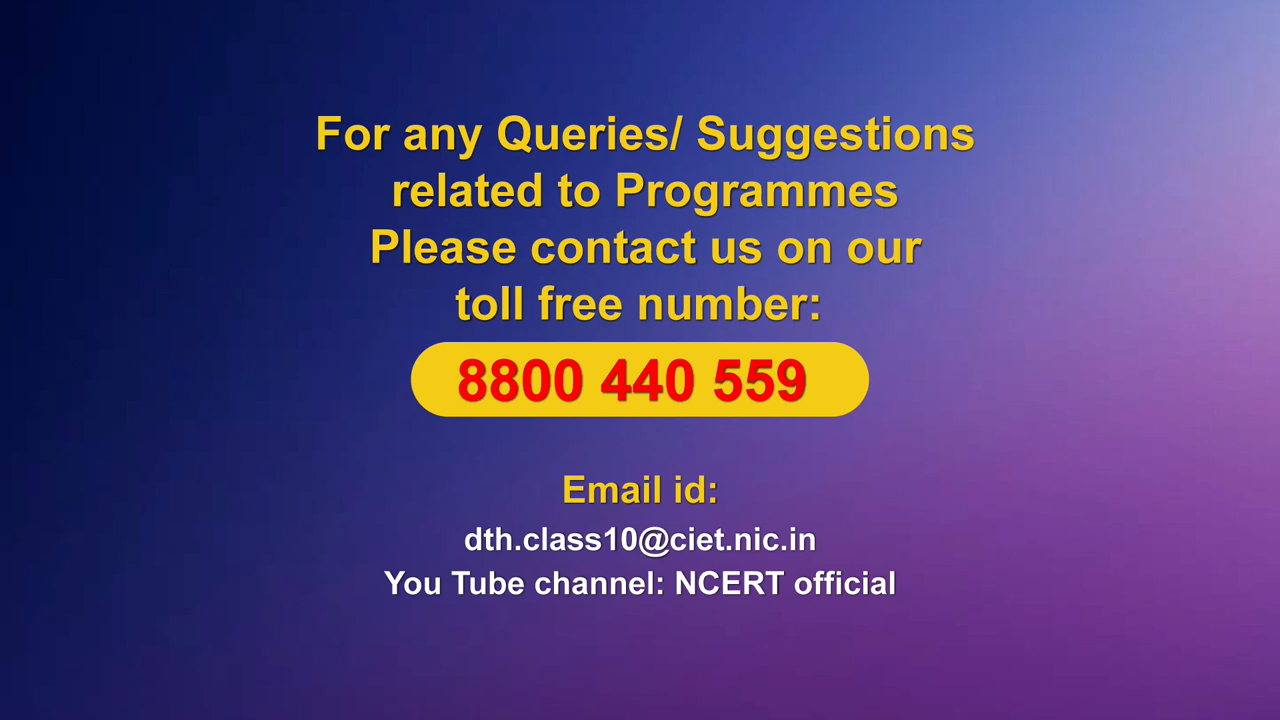 For any Queries/ Suggestions
related to Programmes
Please contact us on our
toll free number:
8800 440 559
Email id:
dth.class10@ciet.nic.in
You Tube channel: NCERT official